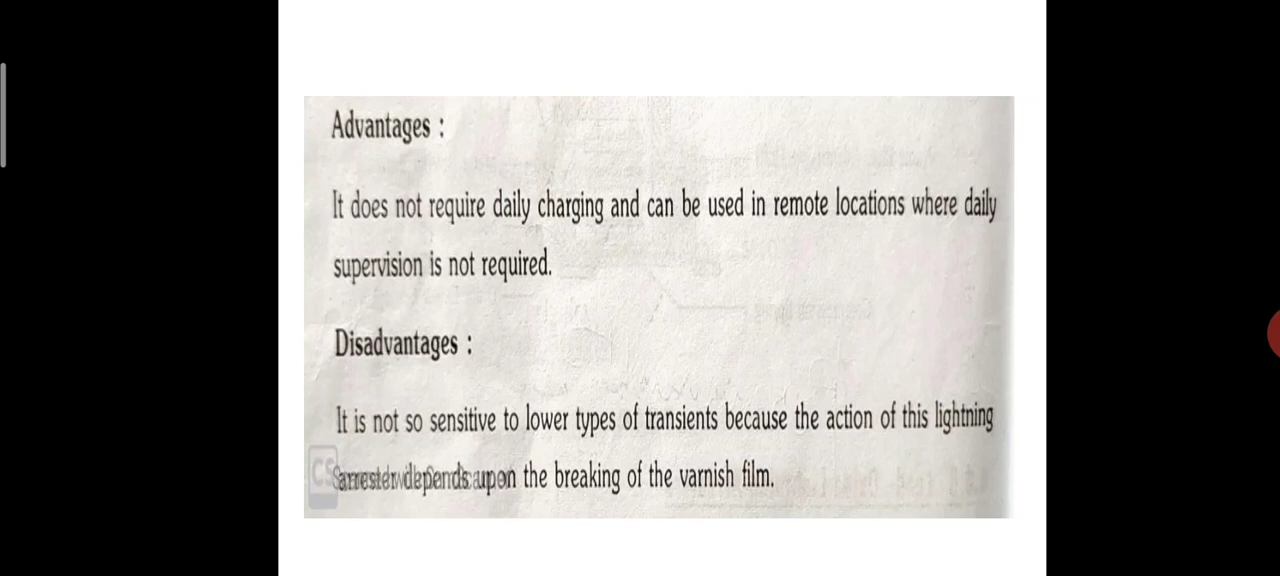 Advantages :
It does not require daily charging and can be used in remote locations where daily
supervision is not required.
Disadvantages :
It is not so sensitive to lower types of transients because the action of this lightning
arrester depends upon the breaking of the varnish film.